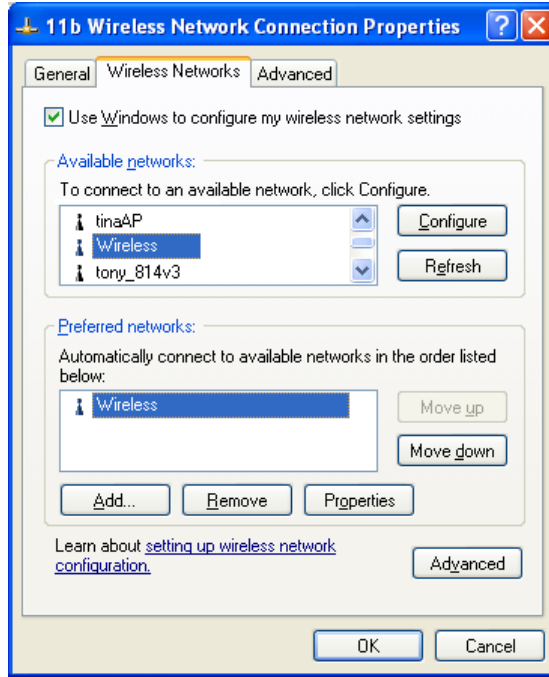 11b Wireless Network Connection Properties
General Wireless Networks Advanced
Use Windows to configure my wireless network settings
Available networks:
To connect to an available network, click Configure.
tinaAP
Configure
Wireless
tony_814v3
Refresh
Preferred networks:
Automatically connect to available networks in the order listed
below:
Wireless
Move up
Move down
Add... Remove Properties
Learn about setting up wireless network
configuration.
Advanced
OK Cancel